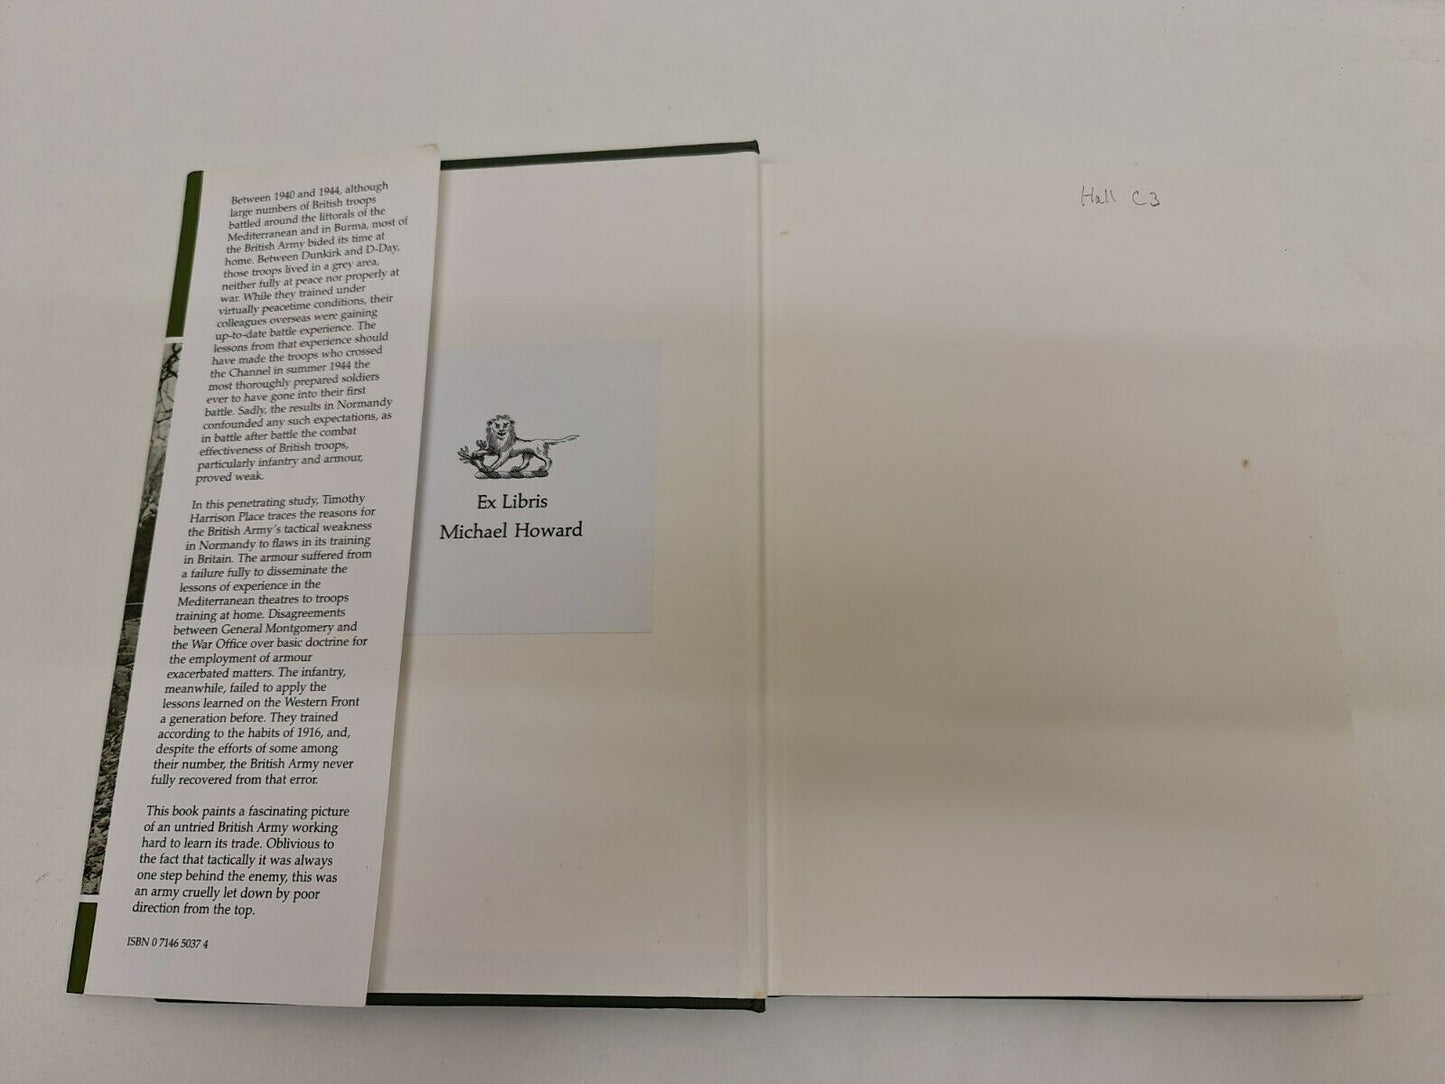 Between 1940 and 1944, although
large numbers of British troops
battled around the littorals of the
Mediterranean and in Burma, most of
the British Army bided its time at
home. Between Dunkirk and D-Day,
those troops lived in a grey area,
neither fully at peace nor properly at
war. While they trained under
virtually peacetime conditions, their
colleagues overseas were gaining
up-to-date battle experience. The
lessons from that experience should
have made the troops who crossed
the Channel in summer 1944 the
most thoroughly prepared soldiers
ever to have gone into their first
battle. Sadly, the results in Normandy
confounded any such expectations, as
in battle after battle the combat
effectiveness of British troops,
particularly infantry and armour,
proved weak.
In this penetrating study, Timothy
Harrison Place traces the reasons for
the British Army's tactical weakness
in Normandy to flaws in its training
in Britain. The armour suffered from
a failure fully to disseminate the
lessons of experience in the
Mediterranean theatres to troops
training at home. Disagreements
between General Montgomery and
the War Office over basic doctrine for
the employment of armour
exacerbated matters. The infantry,
meanwhile, failed to apply the
lessons learned on the Western Front
a generation before. They trained
according to the habits of 1916, and,
despite the efforts of some among
their number, the British Army never
fully recovered from that error.
This book paints a fascinating picture
of an untried British Army working
hard to learn its trade. Oblivious to
the fact that tactically it was always
one step behind the enemy, this was
an army cruelly let down by poor
direction from the top.
ISBN 0 7146 5037 4
Ex Libris
Michael Howard
Hall C3